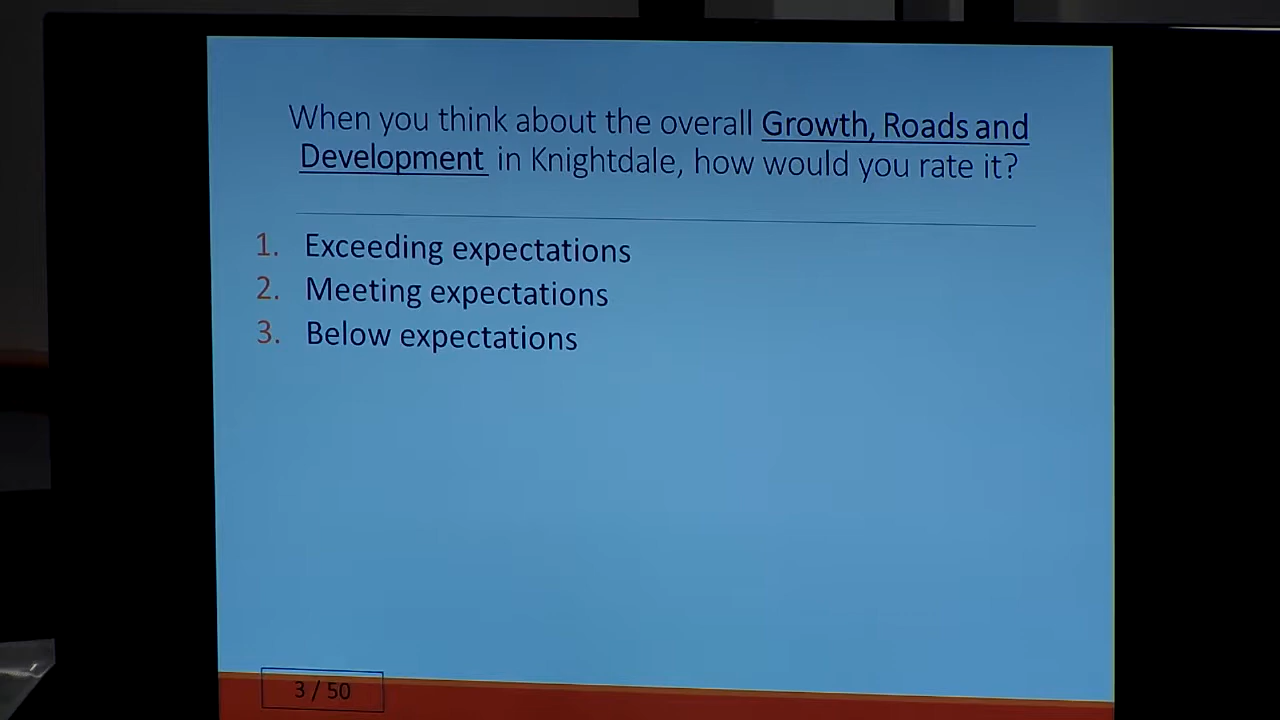 When you think about the overall Growth, Roads and
Development in Knightdale, how would you rate it?
1. Exceeding expectations
2. Meeting expectations
3. Below expectations
3 / 50